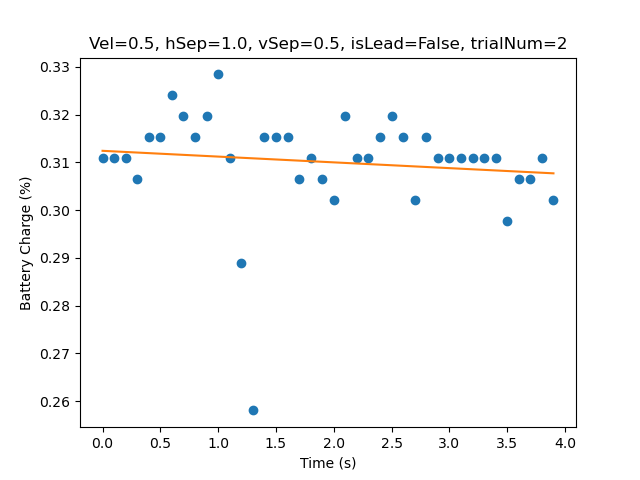 Vel=0.5, hSep=1.0, vSep=0.5, isLead=False, trialNum=2
Battery Charge (%)
0.33
0.32
0.31
0.30
0.29
0.28
0.27
0.26
0.0 0.5 1.0 1.5 2.0 2.5 3.0 3.5 4.0
Time (s)